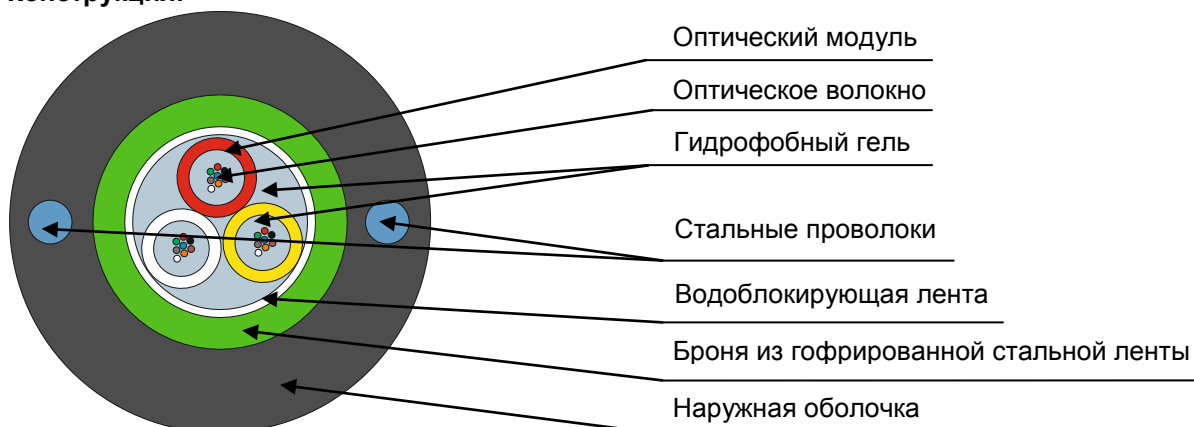 Оптический модуль
Оптическое волокно
Гидрофобный гель
Стальные проволоки
Водоблокирующая лента
Броня из гофрированной стальной ленты
Наружная оболочка